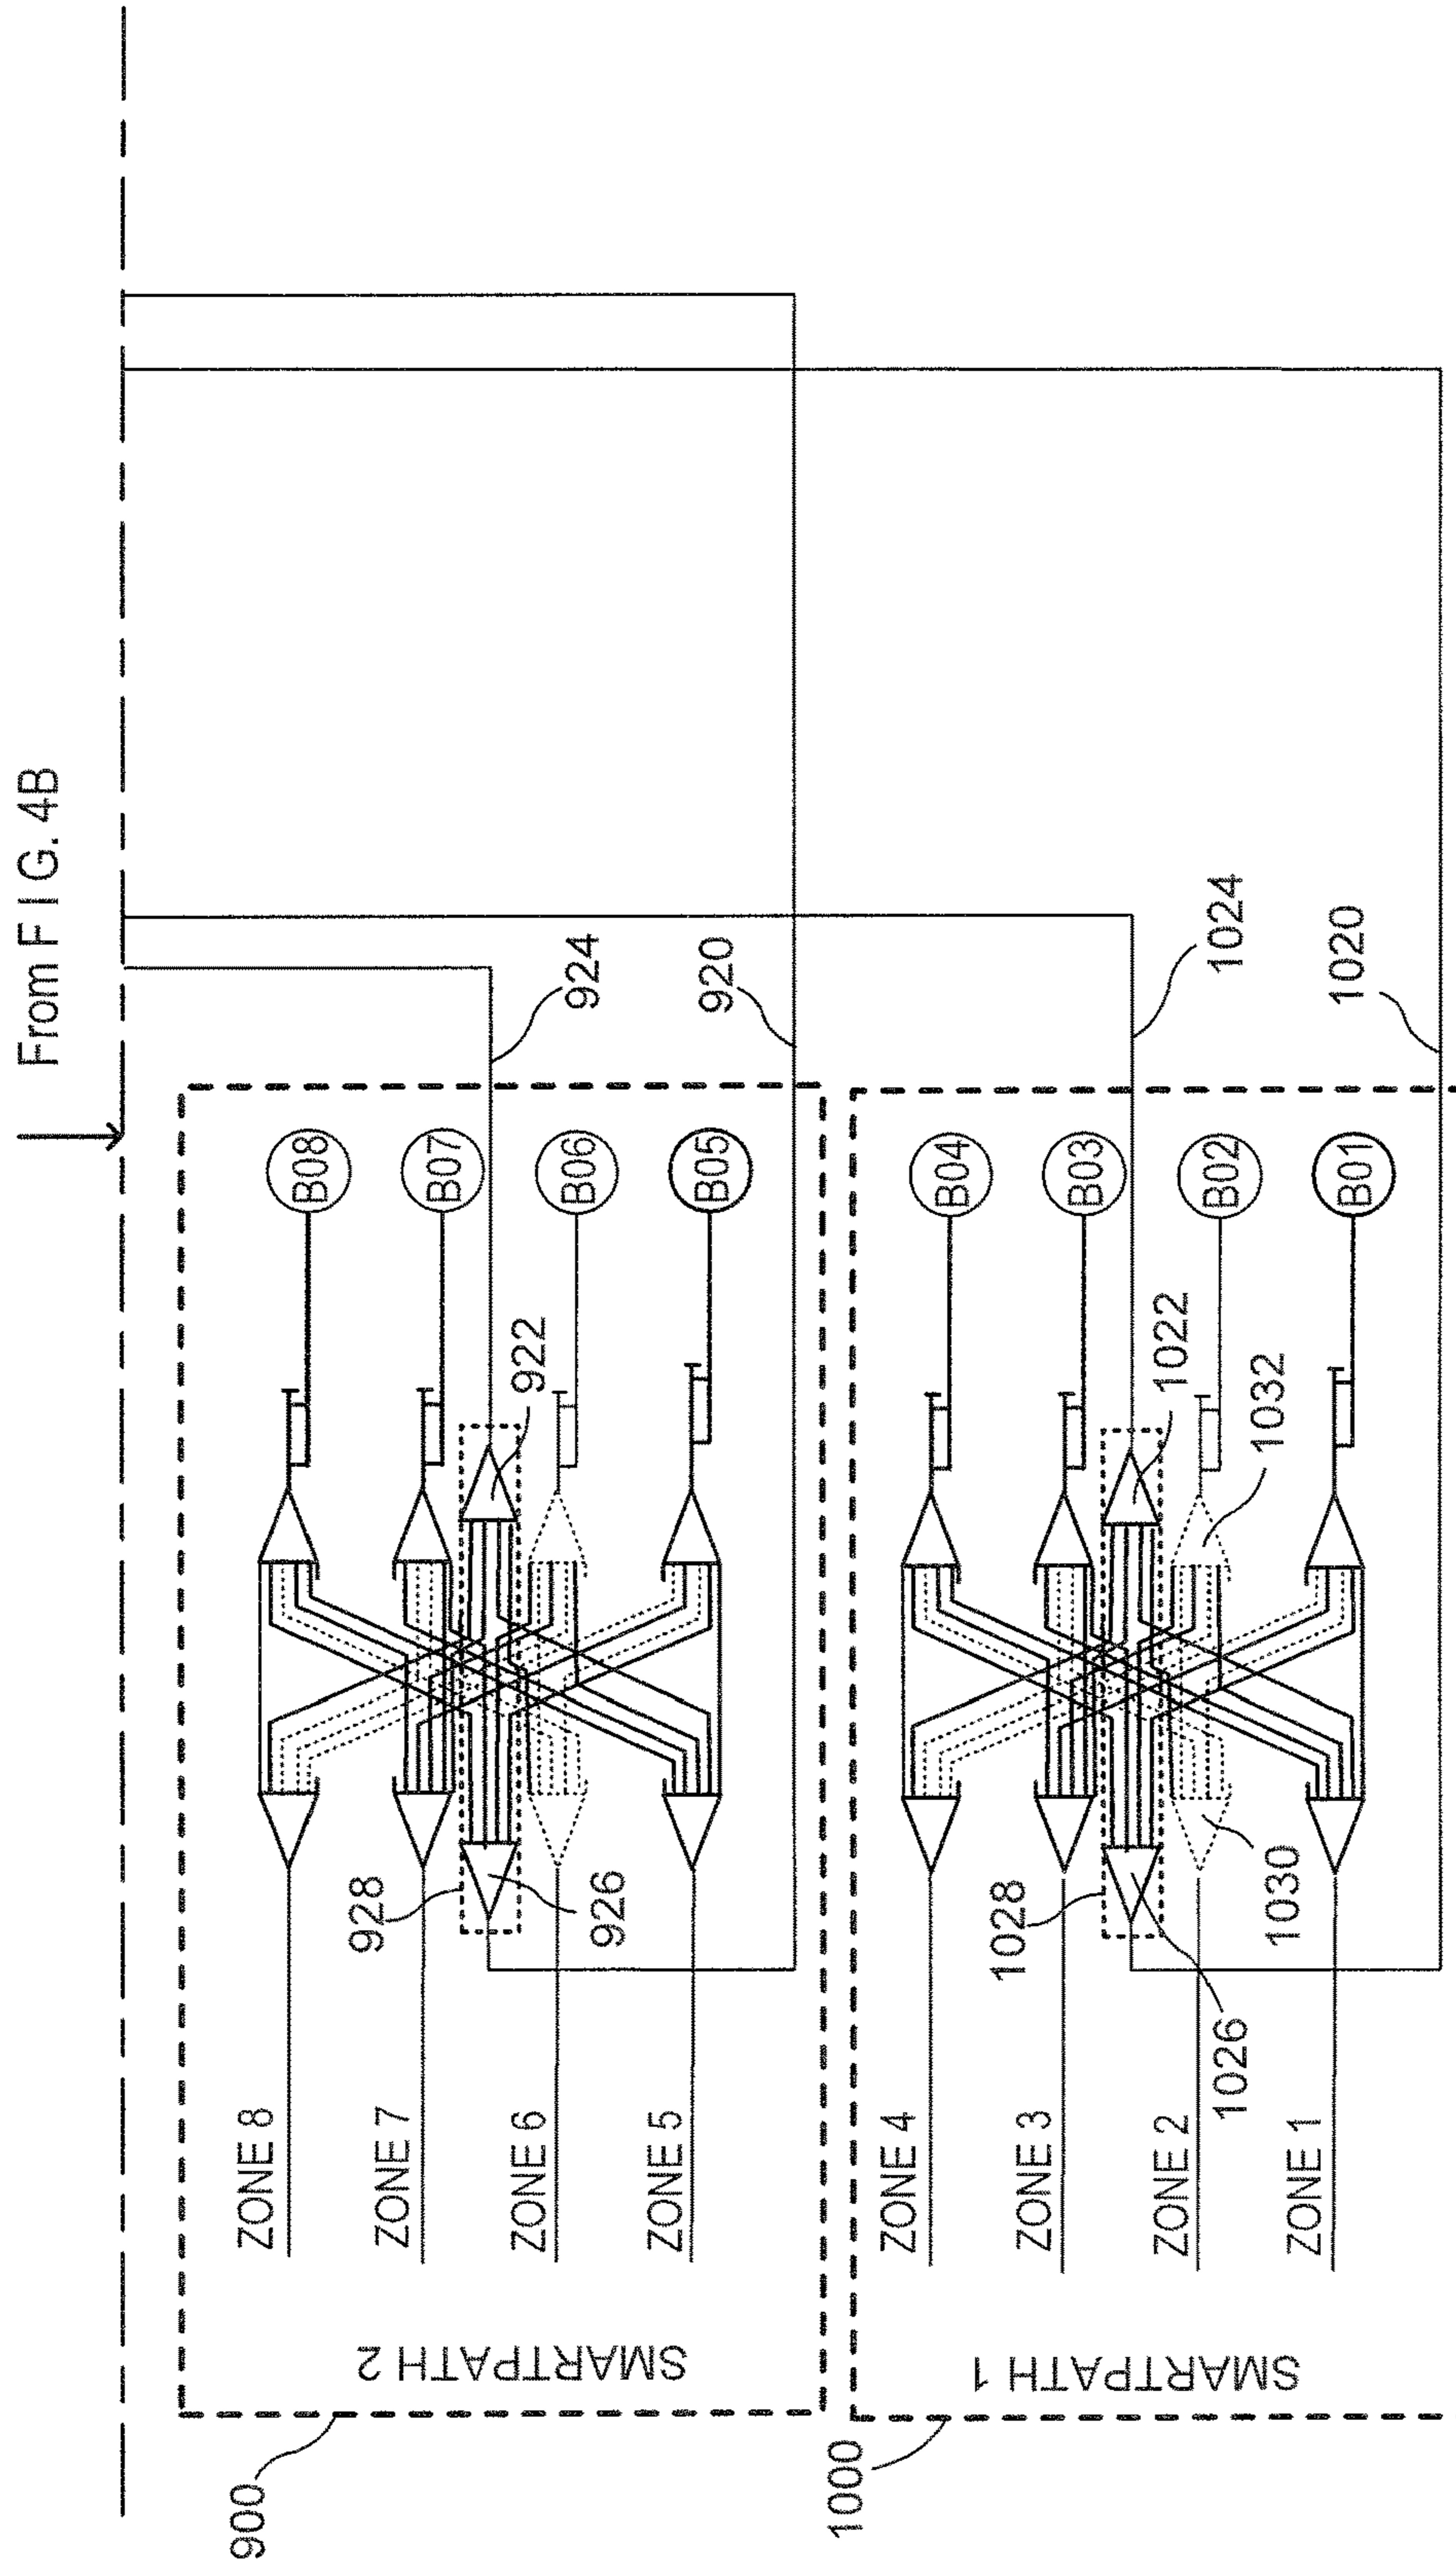 From F I G. 4B
900
SMARTPATH 2
ZONE 8
B08
ZONE 7
B07
928
922
924
926
ZONE 6
B06
ZONE 5
B05
920
1000
SMARTPATH 1
ZONE 4
B04
ZONE 3
B03
1028
1022
1024
1026
ZONE 2
B02
1030
1032
ZONE 1
B01
1020